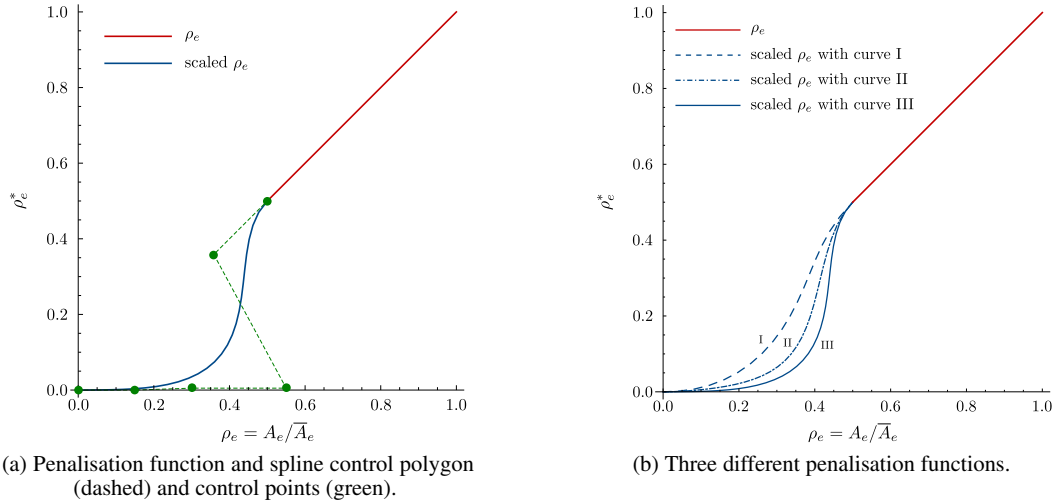 1.0
0.8
0.6
0.4
0.2
0.0
ρ*e
ρe
scaled ρe
0.0 0.2 0.4 0.6 0.8 1.0
ρe = Ae/A̅e
(a) Penalisation function and spline control polygon
(dashed) and control points (green).
1.0
0.8
0.6
0.4
0.2
0.0
ρ*e
ρe
scaled ρe with curve I
scaled ρe with curve II
scaled ρe with curve III
I II III
0.0 0.2 0.4 0.6 0.8 1.0
ρe = Ae/A̅e
(b) Three different penalisation functions.